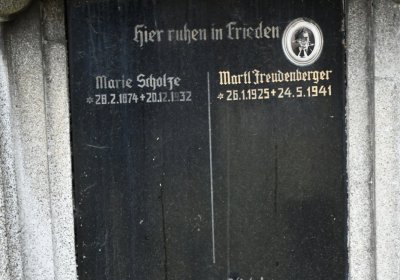 Hier ruhen in Frieden
Marie Scholze
* 28.2.1874 + 20.12.1932
Martl Freudenberger
* 26.1.1925 + 24.5.1941